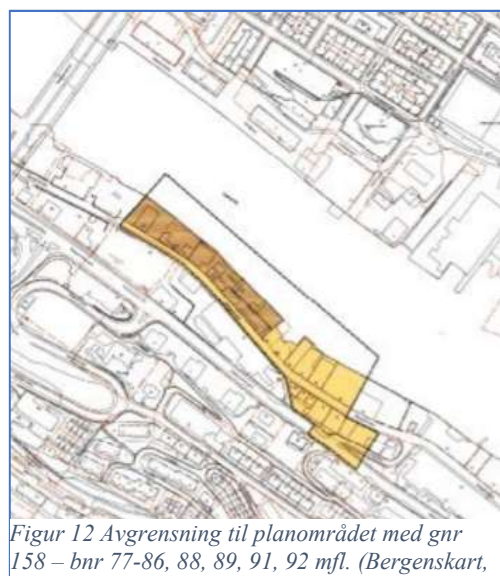 Figur 12 Avgrensning til planområdet med gnr
158 – bnr 77-86, 88, 89, 91, 92 mfl. (Bergenskart,